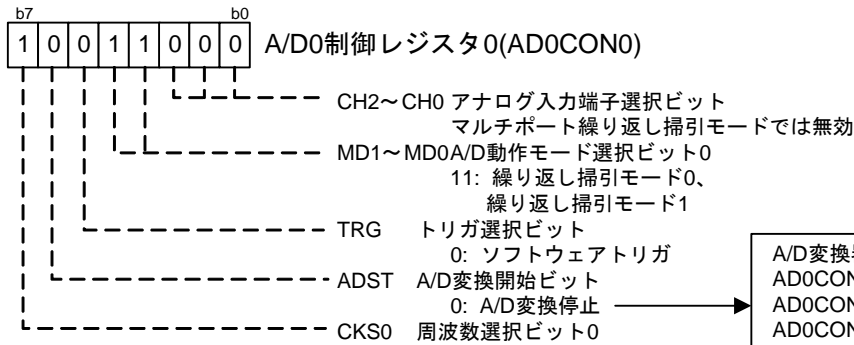 b7 b0
1 0 0 1 1 0 0 0 A/D0制御レジスタ0(AD0CON0)
CH2～CH0 アナログ入力端子選択ビット
マルチポート繰り返し掃引モードでは無効
MD1～MD0A/D動作モード選択ビット0
11: 繰り返し掃引モード0、
繰り返し掃引モード1
TRG トリガ選択ビット
0: ソフトウェアトリガ
A/D変換
ADST A/D変換開始ビット
AD0CON
0: A/D変換停止
AD0CON
CKS0 周波数選択ビット0
AD0CON